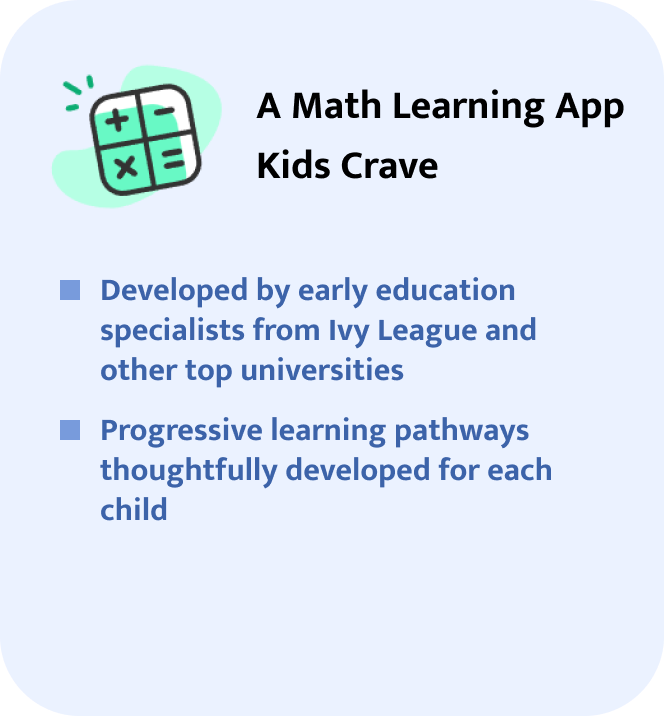 A Math Learning App
Kids Crave
Developed by early education
specialists from Ivy League and
other top universities
Progressive learning pathways
thoughtfully developed for each
child